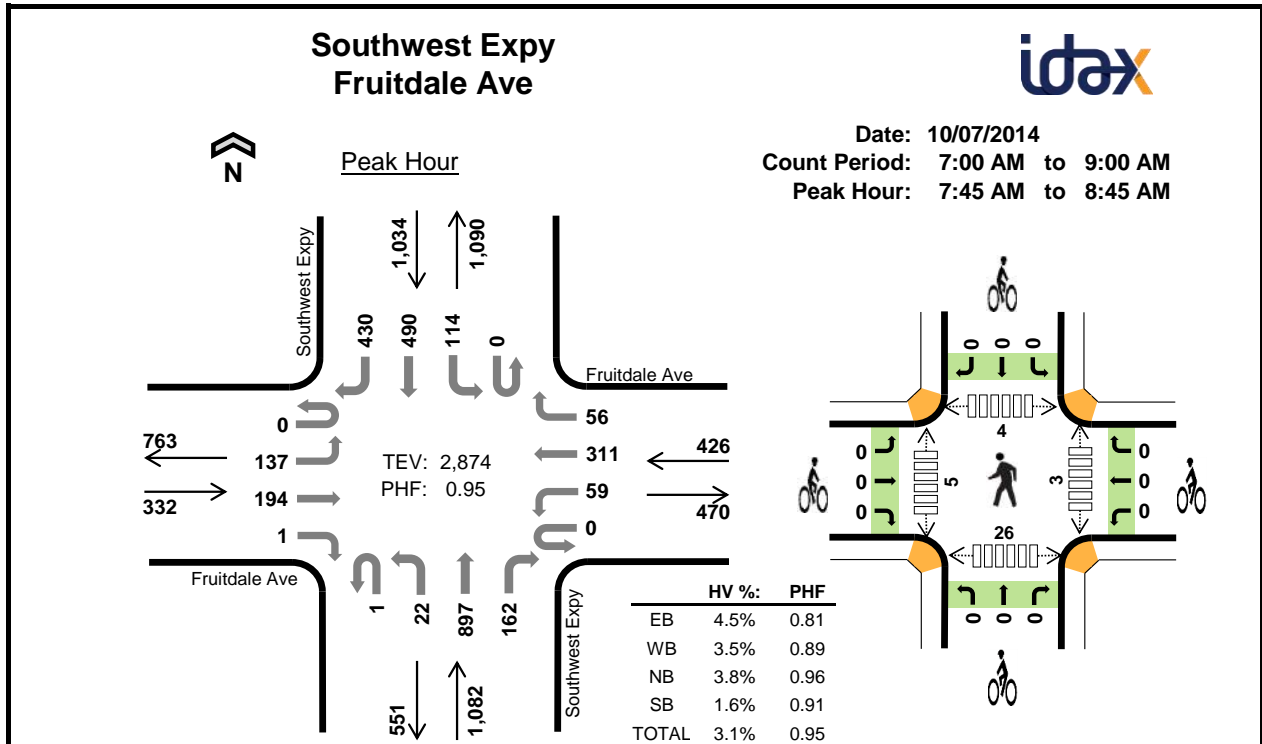 Southwest Expy
Fruitdale Ave
idax
Date: 10/07/2014
Count Period: 7:00 AM to 9:00 AM
Peak Hour: 7:45 AM to 8:45 AM
N
Peak Hour
Southwest Expy
1,034
1,090
430
490
114
0
Fruitdale Ave
0
137
194
1
763
332
TEV: 2,874
PHF: 0.95
56
311
59
0
426
470
Fruitdale Ave
1
22
897
162
551
1,082
Southwest Expy
HV %: PHF
EB 4.5% 0.81
WB 3.5% 0.89
NB 3.8% 0.96
SB 1.6% 0.91
TOTAL 3.1% 0.95
0 0 0
4
0
0
0
5
3
0
0
0
26
0 0 0